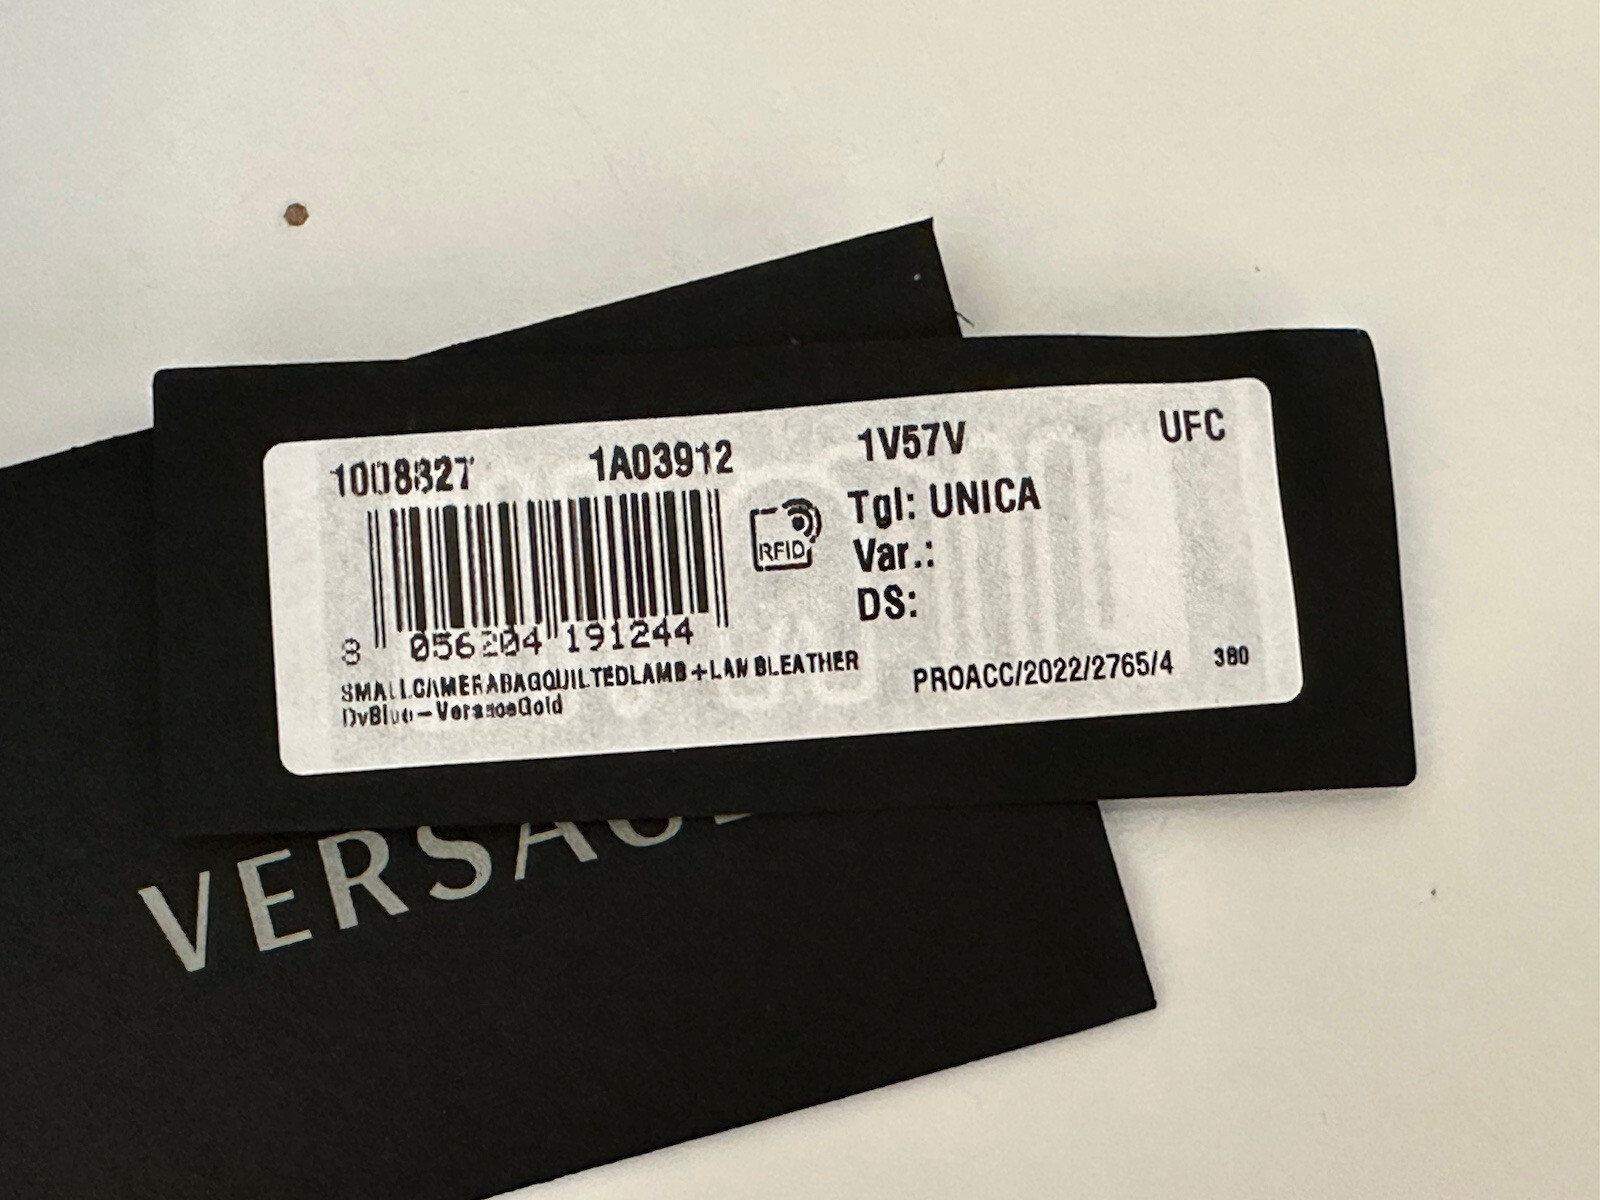 1008827 1A03912 1V57V UFC
RFID
Tgl: UNICA
Var.:
DS:
8 056204 191244
SMALLCAMERABAGQUILTEDLAMB+LAMBLEATHER
DvBlue-VersaceGold
PROACC/2022/2765/4 380
VERSACE